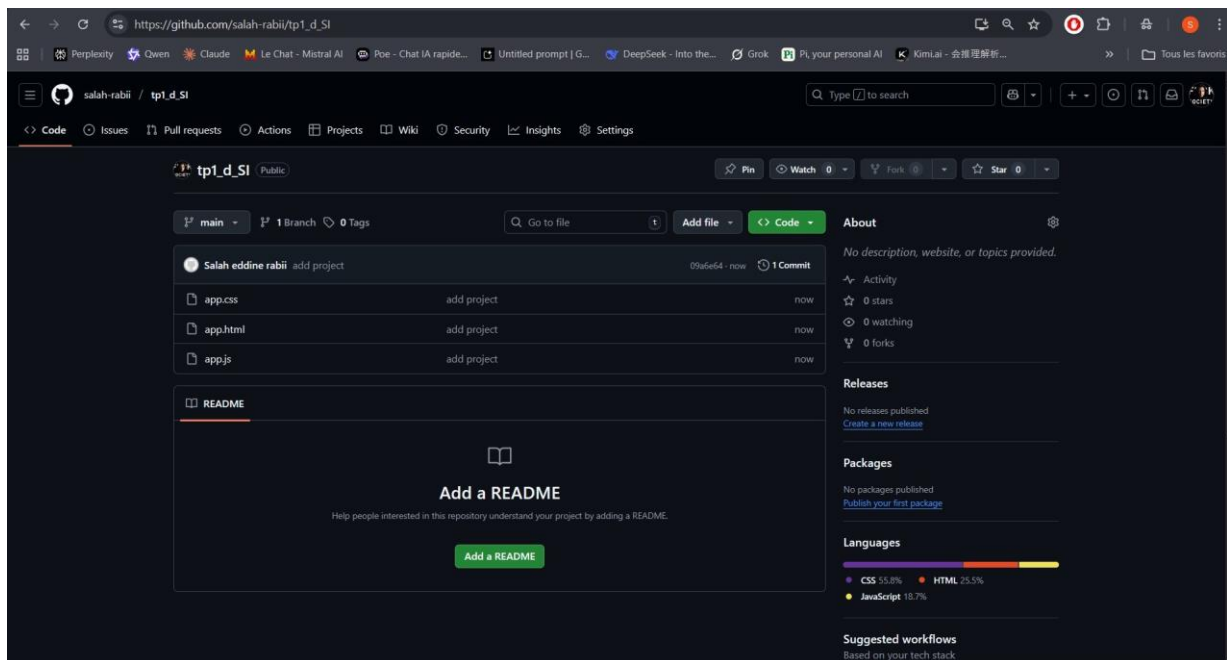 https://github.com/salah-rabii/tp1_d_SI
Perplexity Qwen Claude Le Chat - Mistral AI Poe - Chat IA rapide... Untitled prompt | G... DeepSeek - Into the... Grok Pi, your personal AI Kimi.ai - 会推理解析... » Tous les favoris
salah-rabii / tp1_d_SI Type / to search
<> Code Issues Pull requests Actions Projects Wiki Security Insights Settings
tp1_d_SI Public Pin Watch 0 Fork 0 Star 0
main 1 Branch 0 Tags Go to file t Add file <> Code
Salah eddine rabii add project 09a6e64 · now 1 Commit
app.css add project now
app.html add project now
app.js add project now
README
Add a README
Help people interested in this repository understand your project by adding a README.
Add a README
About
No description, website, or topics provided.
Activity
0 stars
0 watching
0 forks
Releases
No releases published
Create a new release
Packages
No packages published
Publish your first package
Languages
CSS 55.8% HTML 25.5%
JavaScript 18.7%
Suggested workflows
Based on your tech stack